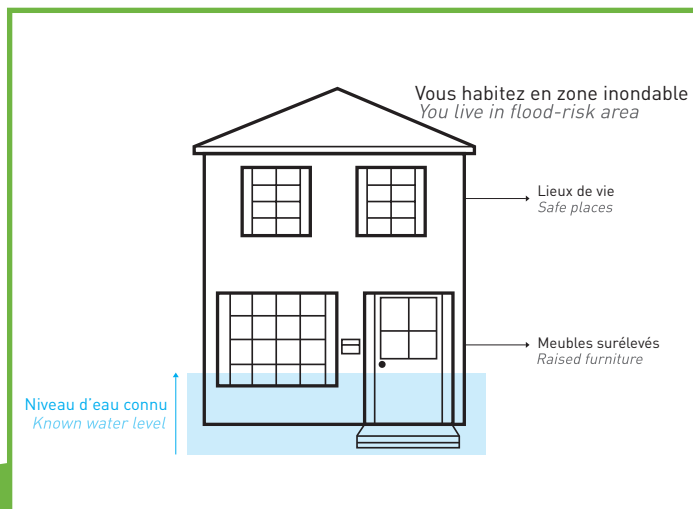 Vous habitez en zone inondable
You live in flood-risk area
Lieux de vie
Safe places
Meubles surélevés
Raised furniture
Niveau d'eau connu
Known water level